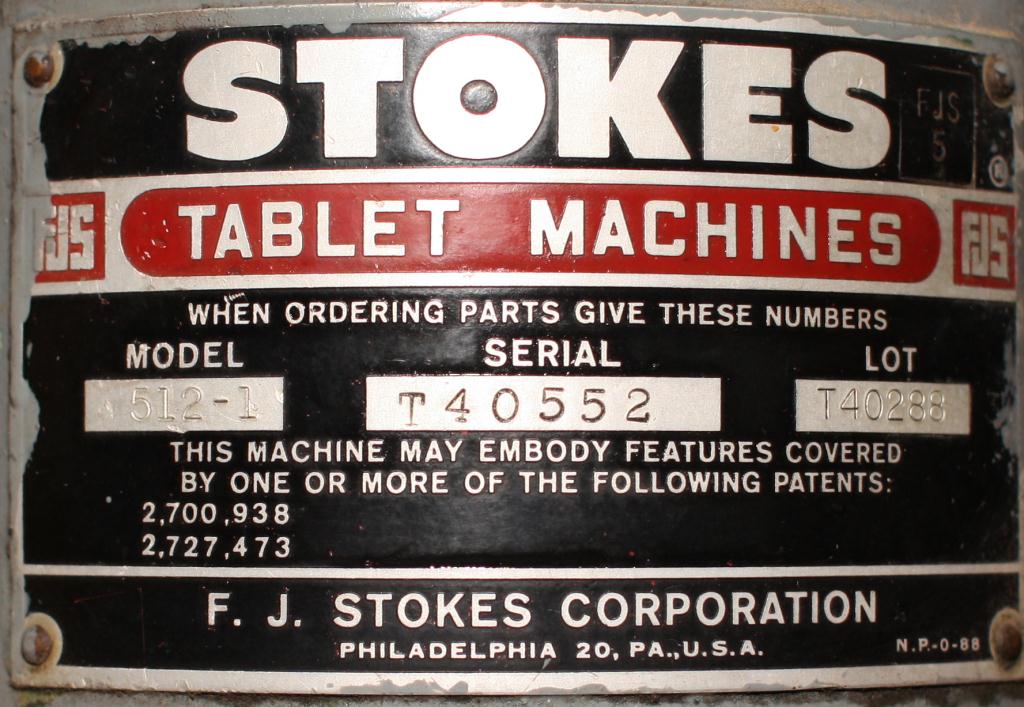 STOKES
FJS
5
®
FJS TABLET MACHINES FJS
WHEN ORDERING PARTS GIVE THESE NUMBERS
MODEL SERIAL LOT
512-1 T40552 T40288
THIS MACHINE MAY EMBODY FEATURES COVERED
BY ONE OR MORE OF THE FOLLOWING PATENTS:
2,700,938
2,727,473
F. J. STOKES CORPORATION
PHILADELPHIA 20, PA., U.S.A.
N.P.-0-88